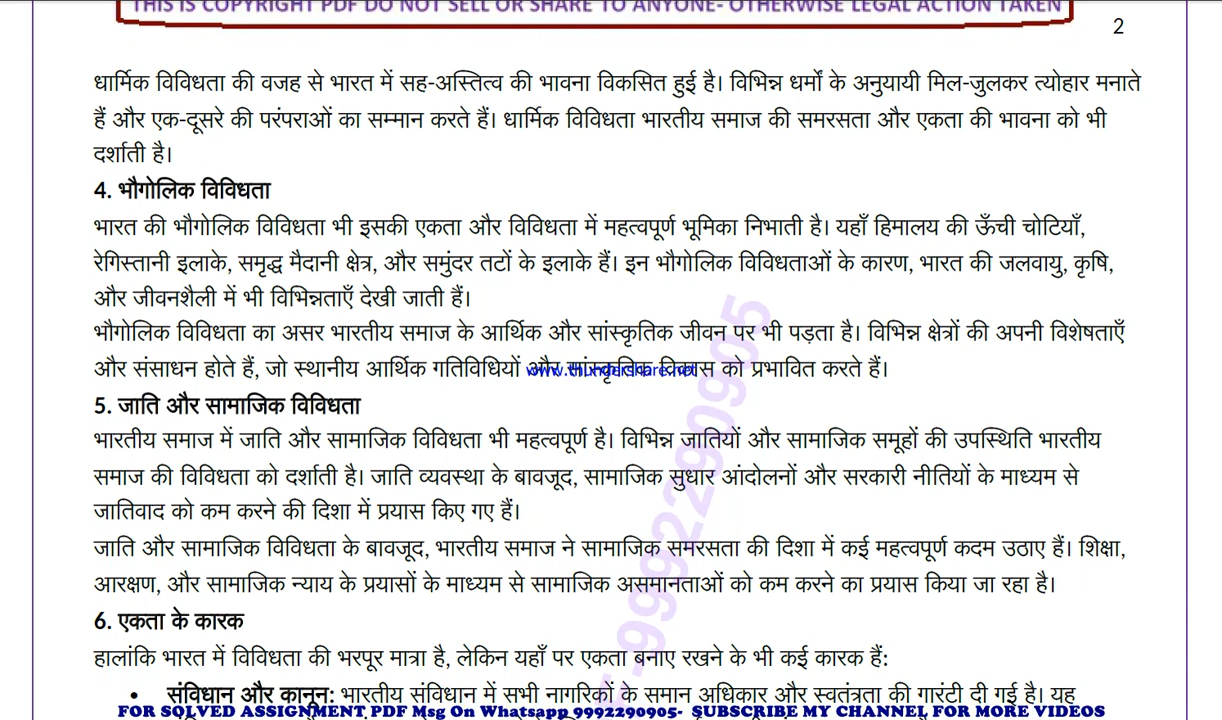 THIS IS COPYRIGHT PDF DO NOT SELL OR SHARE TO ANYONE- OTHERWISE LEGAL ACTION TAKEN
2
धार्मिक विविधता की वजह से भारत में सह-अस्तित्व की भावना विकसित हुई है। विभिन्न धर्मों के अनुयायी मिल-जुलकर त्योहार मनाते
हैं और एक-दूसरे की परंपराओं का सम्मान करते हैं। धार्मिक विविधता भारतीय समाज की समरसता और एकता की भावना को भी
दर्शाती है।
4. भौगोलिक विविधता
भारत की भौगोलिक विविधता भी इसकी एकता और विविधता में महत्वपूर्ण भूमिका निभाती है। यहाँ हिमालय की ऊँची चोटियाँ,
रेगिस्तानी इलाके, समृद्ध मैदानी क्षेत्र, और समुंदर तटों के इलाके हैं। इन भौगोलिक विविधताओं के कारण, भारत की जलवायु, कृषि,
और जीवनशैली में भी विभिन्नताएँ देखी जाती हैं।
भौगोलिक विविधता का असर भारतीय समाज के आर्थिक और सांस्कृतिक जीवन पर भी पड़ता है। विभिन्न क्षेत्रों की अपनी विशेषताएँ
और संसाधन होते हैं, जो स्थानीय आर्थिक गतिविधियों और सांस्कृतिक विकास को प्रभावित करते हैं।
www.thundershare.net
5. जाति और सामाजिक विविधता
भारतीय समाज में जाति और सामाजिक विविधता भी महत्वपूर्ण है। विभिन्न जातियों और सामाजिक समूहों की उपस्थिति भारतीय
समाज की विविधता को दर्शाती है। जाति व्यवस्था के बावजूद, सामाजिक सुधार आंदोलनों और सरकारी नीतियों के माध्यम से
जातिवाद को कम करने की दिशा में प्रयास किए गए हैं।
जाति और सामाजिक विविधता के बावजूद, भारतीय समाज ने सामाजिक समरसता की दिशा में कई महत्वपूर्ण कदम उठाए हैं। शिक्षा,
आरक्षण, और सामाजिक न्याय के प्रयासों के माध्यम से सामाजिक असमानताओं को कम करने का प्रयास किया जा रहा है।
6. एकता के कारक
हालांकि भारत में विविधता की भरपूर मात्रा है, लेकिन यहाँ पर एकता बनाए रखने के भी कई कारक हैं:
• संविधान और कानून: भारतीय संविधान में सभी नागरिकों के समान अधिकार और स्वतंत्रता की गारंटी दी गई है। यह
-9992290905
FOR SOLVED ASSIGNMENT PDF Msg On Whatsapp 9992290905- SUBSCRIBE MY CHANNEL FOR MORE VIDEOS